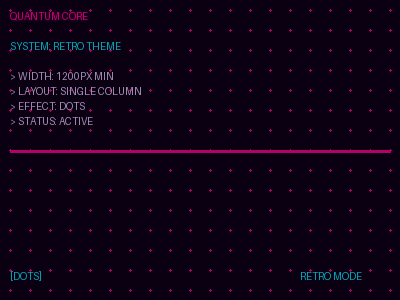 QUANTUM CORE
SYSTEM: RETRO THEME
> WIDTH: 1200PX MIN
> LAYOUT: SINGLE COLUMN
> EFFECT: DOTS
> STATUS: ACTIVE
[DOTS]
RETRO MODE